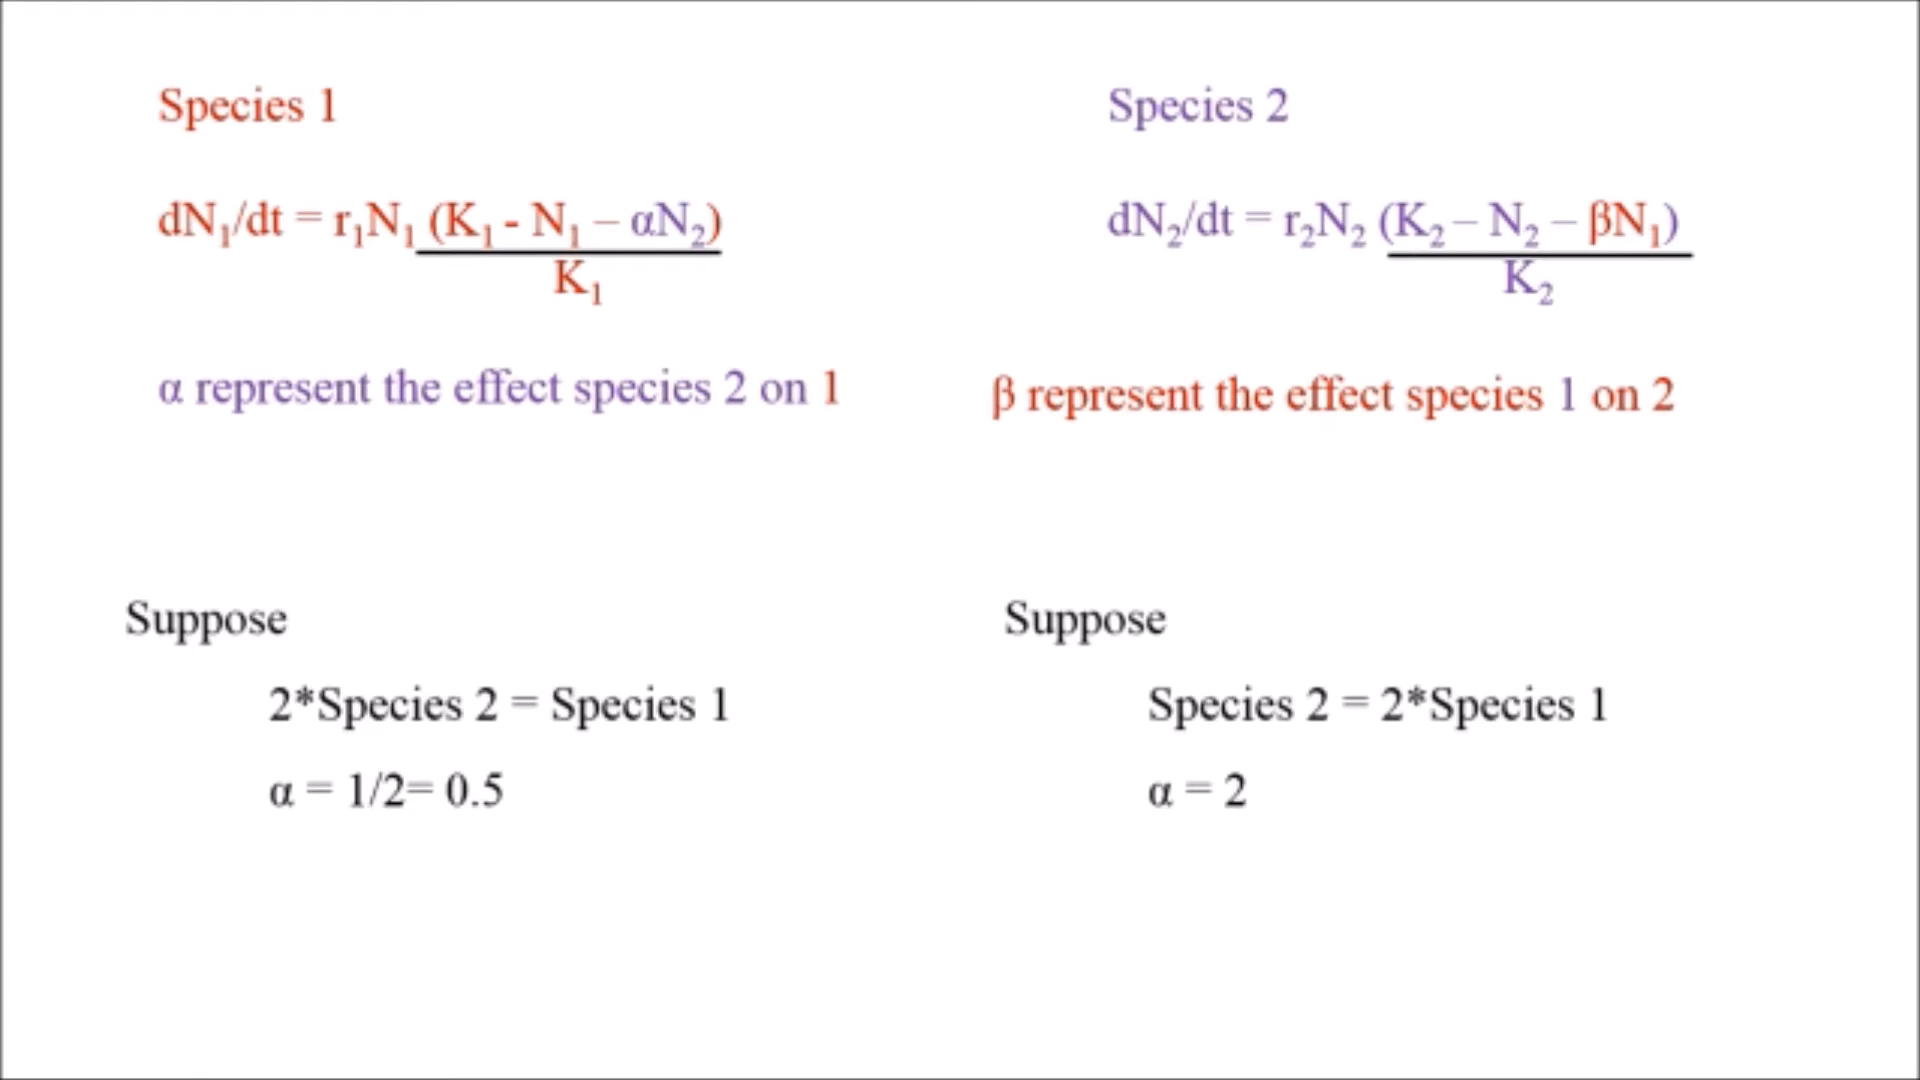 Species 1
dN₁/dt = r₁N₁ (K₁ - N₁ – αN₂)
K₁
α represent the effect species 2 on 1
Species 2
dN₂/dt = r₂N₂ (K₂ – N₂ – βN₁)
K₂
β represent the effect species 1 on 2
Suppose
2*Species 2 = Species 1
α = 1/2= 0.5
Suppose
Species 2 = 2*Species 1
α = 2